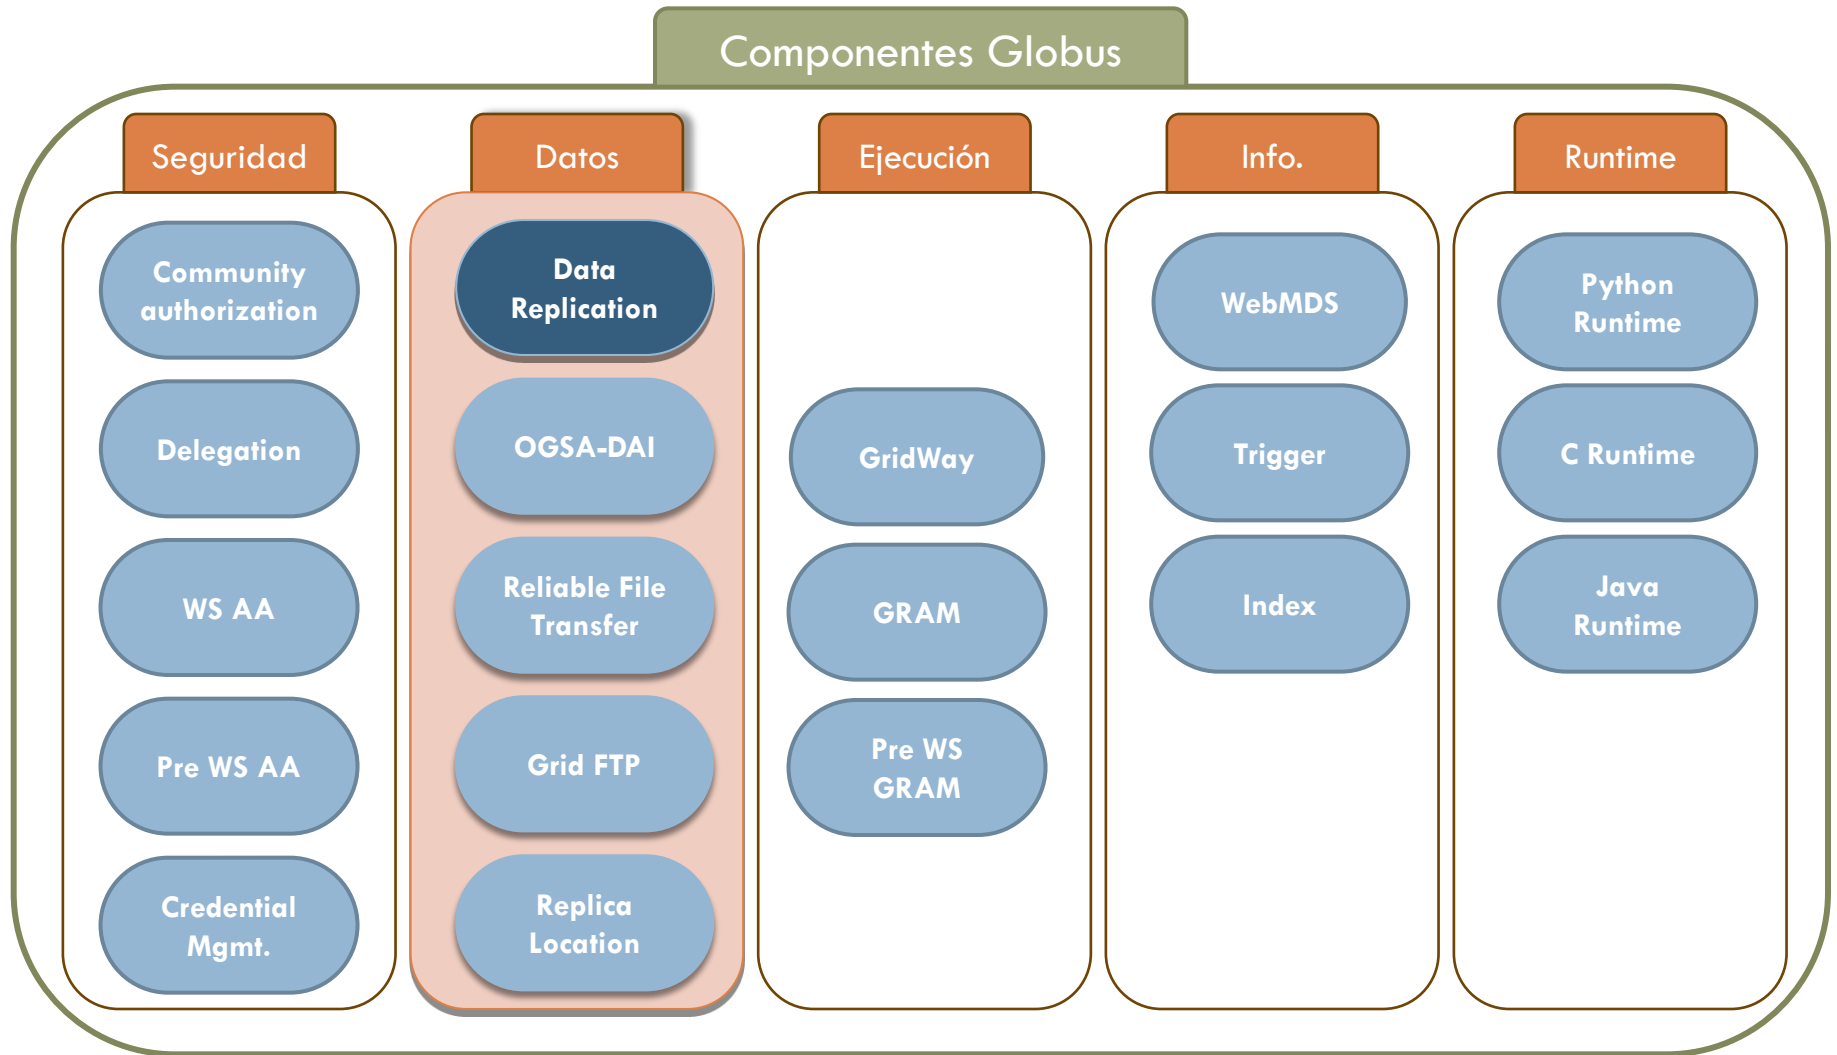 Componentes Globus
Seguridad
Community
authorization
Delegation
WS AA
Pre WS AA
Credential
Mgmt.
Datos
Data
Replication
OGSA-DAI
Reliable File
Transfer
Grid FTP
Replica
Location
Ejecución
GridWay
GRAM
Pre WS
GRAM
Info.
WebMDS
Trigger
Index
Runtime
Python
Runtime
C Runtime
Java
Runtime